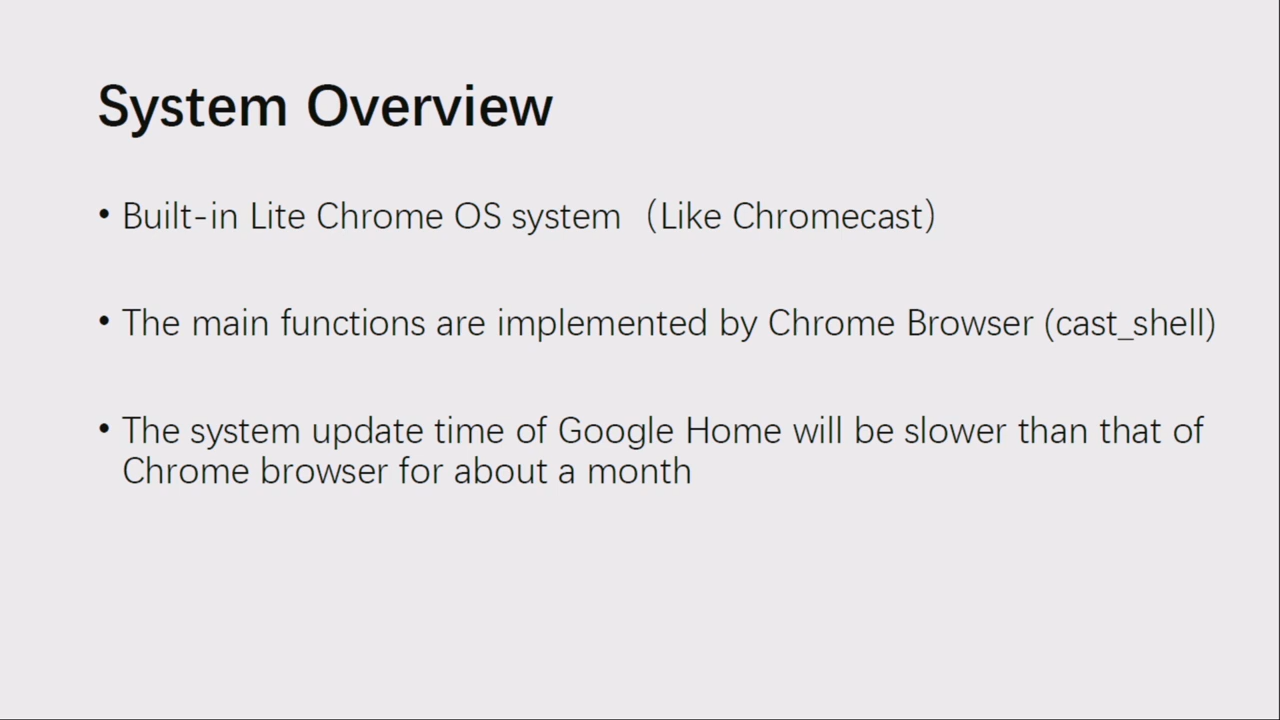 System Overview
• Built-in Lite Chrome OS system（Like Chromecast）
• The main functions are implemented by Chrome Browser (cast_shell)
• The system update time of Google Home will be slower than that of
Chrome browser for about a month